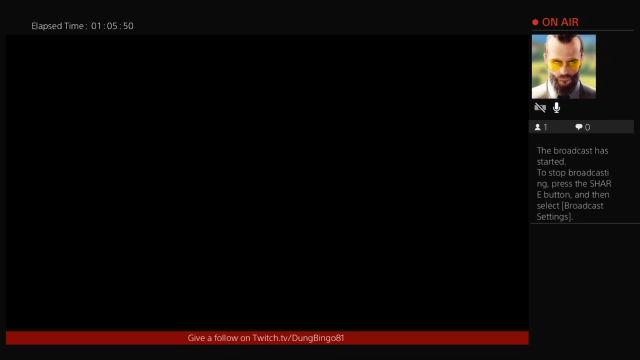 Elapsed Time : 01 : 05 : 50
ON AIR
1 0
The broadcast has
started.
To stop broadcasti
ng, press the SHAR
E button, and then
select [Broadcast
Settings].
Give a follow on Twitch.tv/DungBingo81